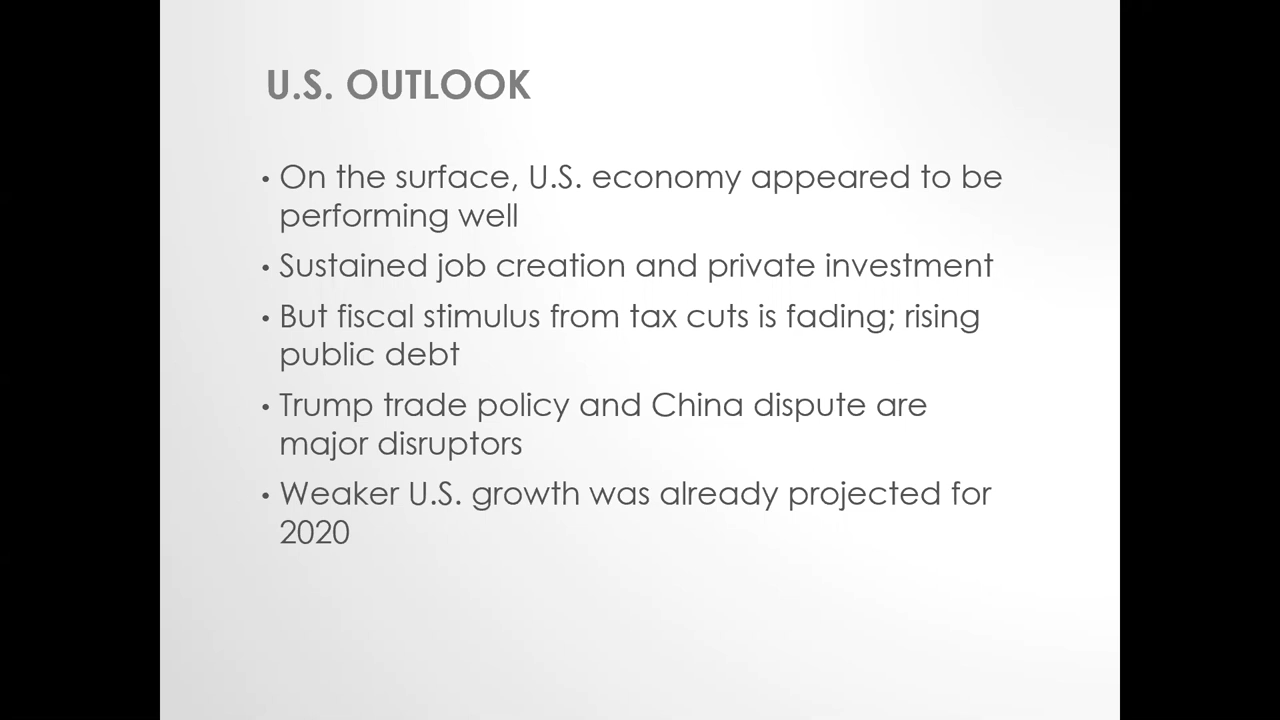 U.S. OUTLOOK
• On the surface, U.S. economy appeared to be
performing well
• Sustained job creation and private investment
• But fiscal stimulus from tax cuts is fading; rising
public debt
• Trump trade policy and China dispute are
major disruptors
• Weaker U.S. growth was already projected for
2020